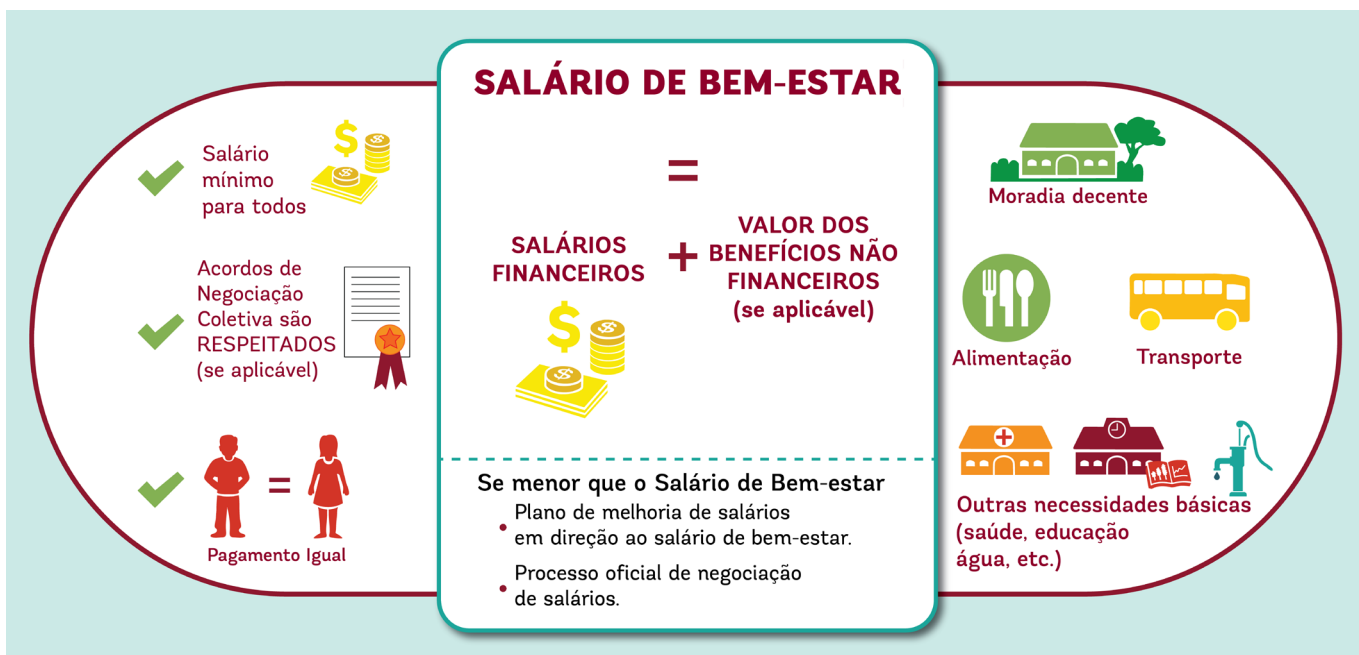 SALÁRIO DE BEM-ESTAR
=
SALÁRIOS
FINANCEIROS
+
VALOR DOS
BENEFÍCIOS NÃO
FINANCEIROS
(se aplicável)
Se menor que o Salário de Bem-estar
• Plano de melhoria de salários
em direção ao salário de bem-estar.
• Processo oficial de negociação
de salários.
Salário
mínimo
para todos
Acordos de
Negociação
Coletiva são
RESPEITADOS
(se aplicável)
=
Pagamento Igual
Moradia decente
Alimentação
Transporte
Outras necessidades básicas
(saúde, educação
água, etc.)